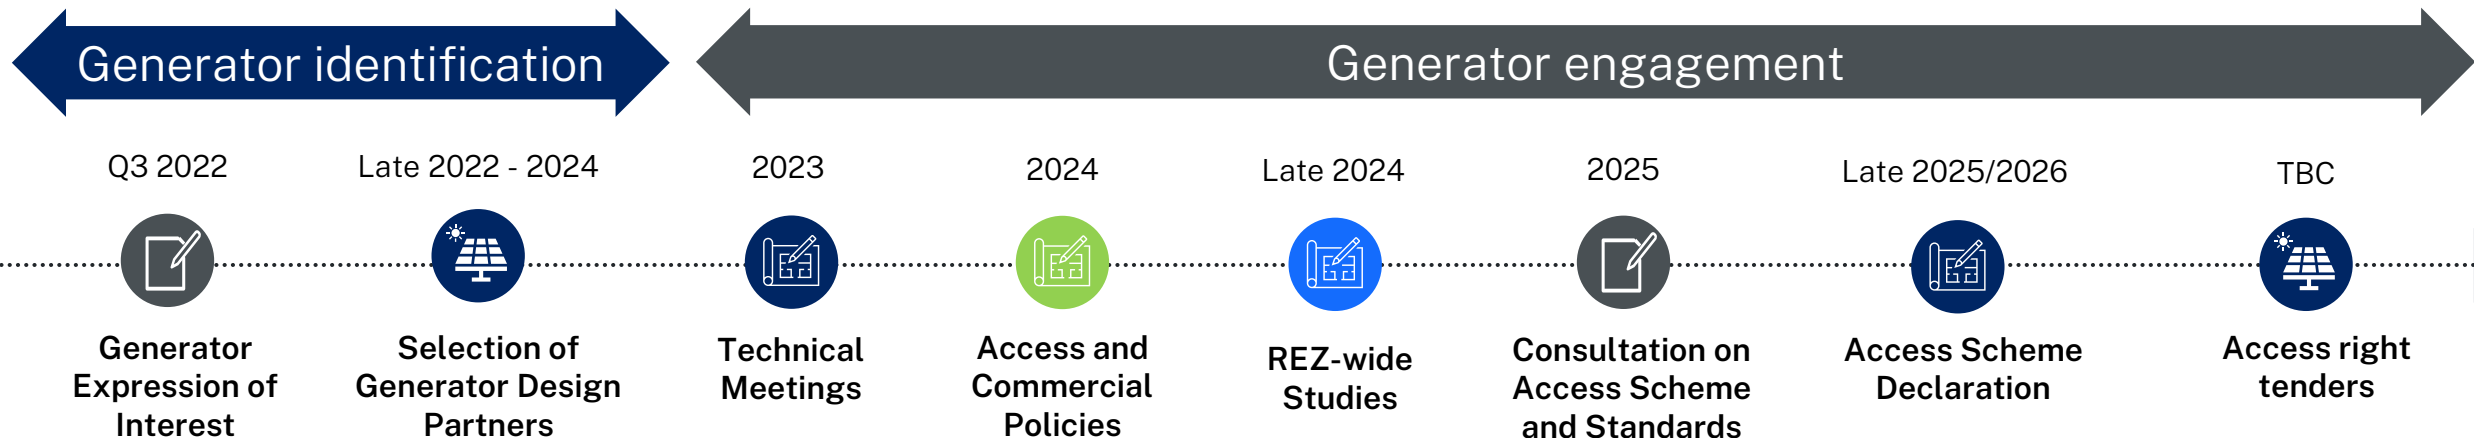 Generator identification
Generator engagement
Q3 2022
Late 2022 - 2024
2023
2024
Late 2024
2025
Late 2025/2026
TBC
Generator
Expression of
Interest
Selection of
Generator Design
Partners
Technical
Meetings
Access and
Commercial
Policies
REZ-wide
Studies
Consultation on
Access Scheme
and Standards
Access Scheme
Declaration
Access right
tenders